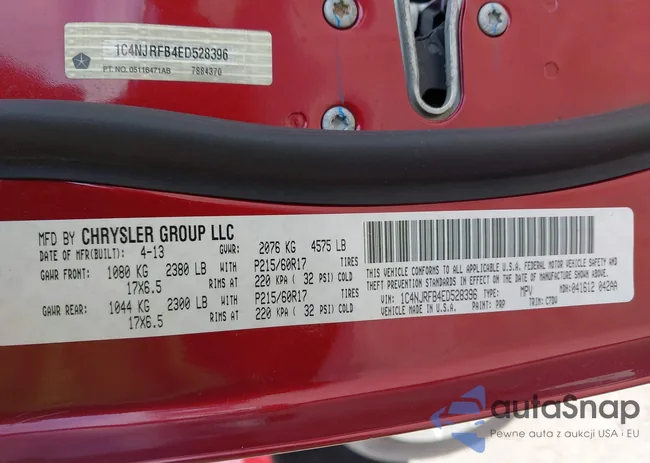 1C4NJRFB4ED528396
PT. NO. 05116471AB 7884370
MFD BY CHRYSLER GROUP LLC
DATE OF MFR(BUILT): 4-13 GVWR: 2076 KG 4575 LB
GAWR FRONT: 1080 KG 2380 LB WITH P215/60R17 TIRES
17X6.5 RIMS AT 220 KPA ( 32 PSI) COLD
GAWR REAR: 1044 KG 2300 LB WITH P215/60R17 TIRES
17X6.5 RIMS AT 220 KPA ( 32 PSI) COLD
THIS VEHICLE CONFORMS TO ALL APPLICABLE U.S.A. FEDERAL MOTOR VEHICLE SAFETY AND
THEFT PREVENTION STANDARDS IN EFFECT ON THE DATE OF MANUFACTURE SHOWN ABOVE.
VIN: 1C4NJRFB4ED528396 TYPE: MPV MDH: 041612 042AA
VEHICLE MADE IN U.S.A. PAINT: PRP TRIM:
autaSnap
Pewne auta z aukcji USA i EU